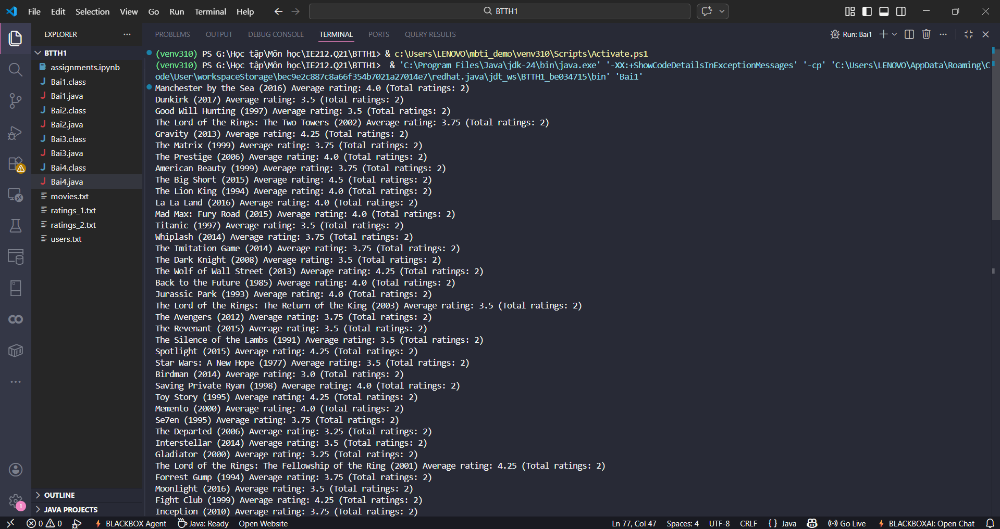 File Edit Selection View Go Run Terminal Help
BTTH1
EXPLORER
BTTH1
assignments.ipynb
Bai1.class
Bai1.java
Bai2.class
Bai2.java
Bai3.class
Bai3.java
Bai4.class
Bai4.java
movies.txt
ratings_1.txt
ratings_2.txt
users.txt
OUTLINE
JAVA PROJECTS
1
PROBLEMS OUTPUT DEBUG CONSOLE TERMINAL PORTS QUERY RESULTS
Run: Bai1
(venv310) PS G:\Học tập\Môn học\IE212.Q21\BTTH1> & c:\Users\LENOVO\mbti_demo\venv310\Scripts\Activate.ps1
(venv310) PS G:\Học tập\Môn học\IE212.Q21\BTTH1>  & 'C:\Program Files\Java\jdk-24\bin\java.exe' '-XX:+ShowCodeDetailsInExceptionMessages' '-cp' 'C:\Users\LENOVO\AppData\Roaming\C
ode\User\workspaceStorage\bec9e2c887c8a66f354b7021a27014e7\redhat.java\jdt_ws\BTTH1_be034715\bin' 'Bai1'
Manchester by the Sea (2016) Average rating: 4.0 (Total ratings: 2)
Dunkirk (2017) Average rating: 3.5 (Total ratings: 2)
Good Will Hunting (1997) Average rating: 3.5 (Total ratings: 2)
The Lord of the Rings: The Two Towers (2002) Average rating: 3.75 (Total ratings: 2)
Gravity (2013) Average rating: 4.25 (Total ratings: 2)
The Matrix (1999) Average rating: 3.75 (Total ratings: 2)
The Prestige (2006) Average rating: 4.0 (Total ratings: 2)
American Beauty (1999) Average rating: 3.75 (Total ratings: 2)
The Big Short (2015) Average rating: 4.5 (Total ratings: 2)
The Lion King (1994) Average rating: 4.0 (Total ratings: 2)
La La Land (2016) Average rating: 4.0 (Total ratings: 2)
Mad Max: Fury Road (2015) Average rating: 4.0 (Total ratings: 2)
Titanic (1997) Average rating: 3.5 (Total ratings: 2)
Whiplash (2014) Average rating: 3.75 (Total ratings: 2)
The Imitation Game (2014) Average rating: 3.75 (Total ratings: 2)
The Dark Knight (2008) Average rating: 3.5 (Total ratings: 2)
The Wolf of Wall Street (2013) Average rating: 4.25 (Total ratings: 2)
Back to the Future (1985) Average rating: 4.0 (Total ratings: 2)
Jurassic Park (1993) Average rating: 4.0 (Total ratings: 2)
The Lord of the Rings: The Return of the King (2003) Average rating: 3.5 (Total ratings: 2)
The Avengers (2012) Average rating: 3.75 (Total ratings: 2)
The Revenant (2015) Average rating: 3.5 (Total ratings: 2)
The Silence of the Lambs (1991) Average rating: 3.5 (Total ratings: 2)
Spotlight (2015) Average rating: 4.25 (Total ratings: 2)
Star Wars: A New Hope (1977) Average rating: 3.5 (Total ratings: 2)
Birdman (2014) Average rating: 3.0 (Total ratings: 2)
Saving Private Ryan (1998) Average rating: 4.0 (Total ratings: 2)
Toy Story (1995) Average rating: 4.25 (Total ratings: 2)
Memento (2000) Average rating: 4.0 (Total ratings: 2)
Se7en (1995) Average rating: 3.75 (Total ratings: 2)
The Departed (2006) Average rating: 3.25 (Total ratings: 2)
Interstellar (2014) Average rating: 3.5 (Total ratings: 2)
Gladiator (2000) Average rating: 3.25 (Total ratings: 2)
The Lord of the Rings: The Fellowship of the Ring (2001) Average rating: 4.25 (Total ratings: 2)
Forrest Gump (1994) Average rating: 3.75 (Total ratings: 2)
Moonlight (2016) Average rating: 3.5 (Total ratings: 2)
Fight Club (1999) Average rating: 4.25 (Total ratings: 2)
Inception (2010) Average rating: 3.75 (Total ratings: 2)
0 0 BLACKBOX Agent Java: Ready Open Website Ln 77, Col 47 Spaces: 4 UTF-8 CRLF { } Java Go Live BLACKBOXAI: Open Chat